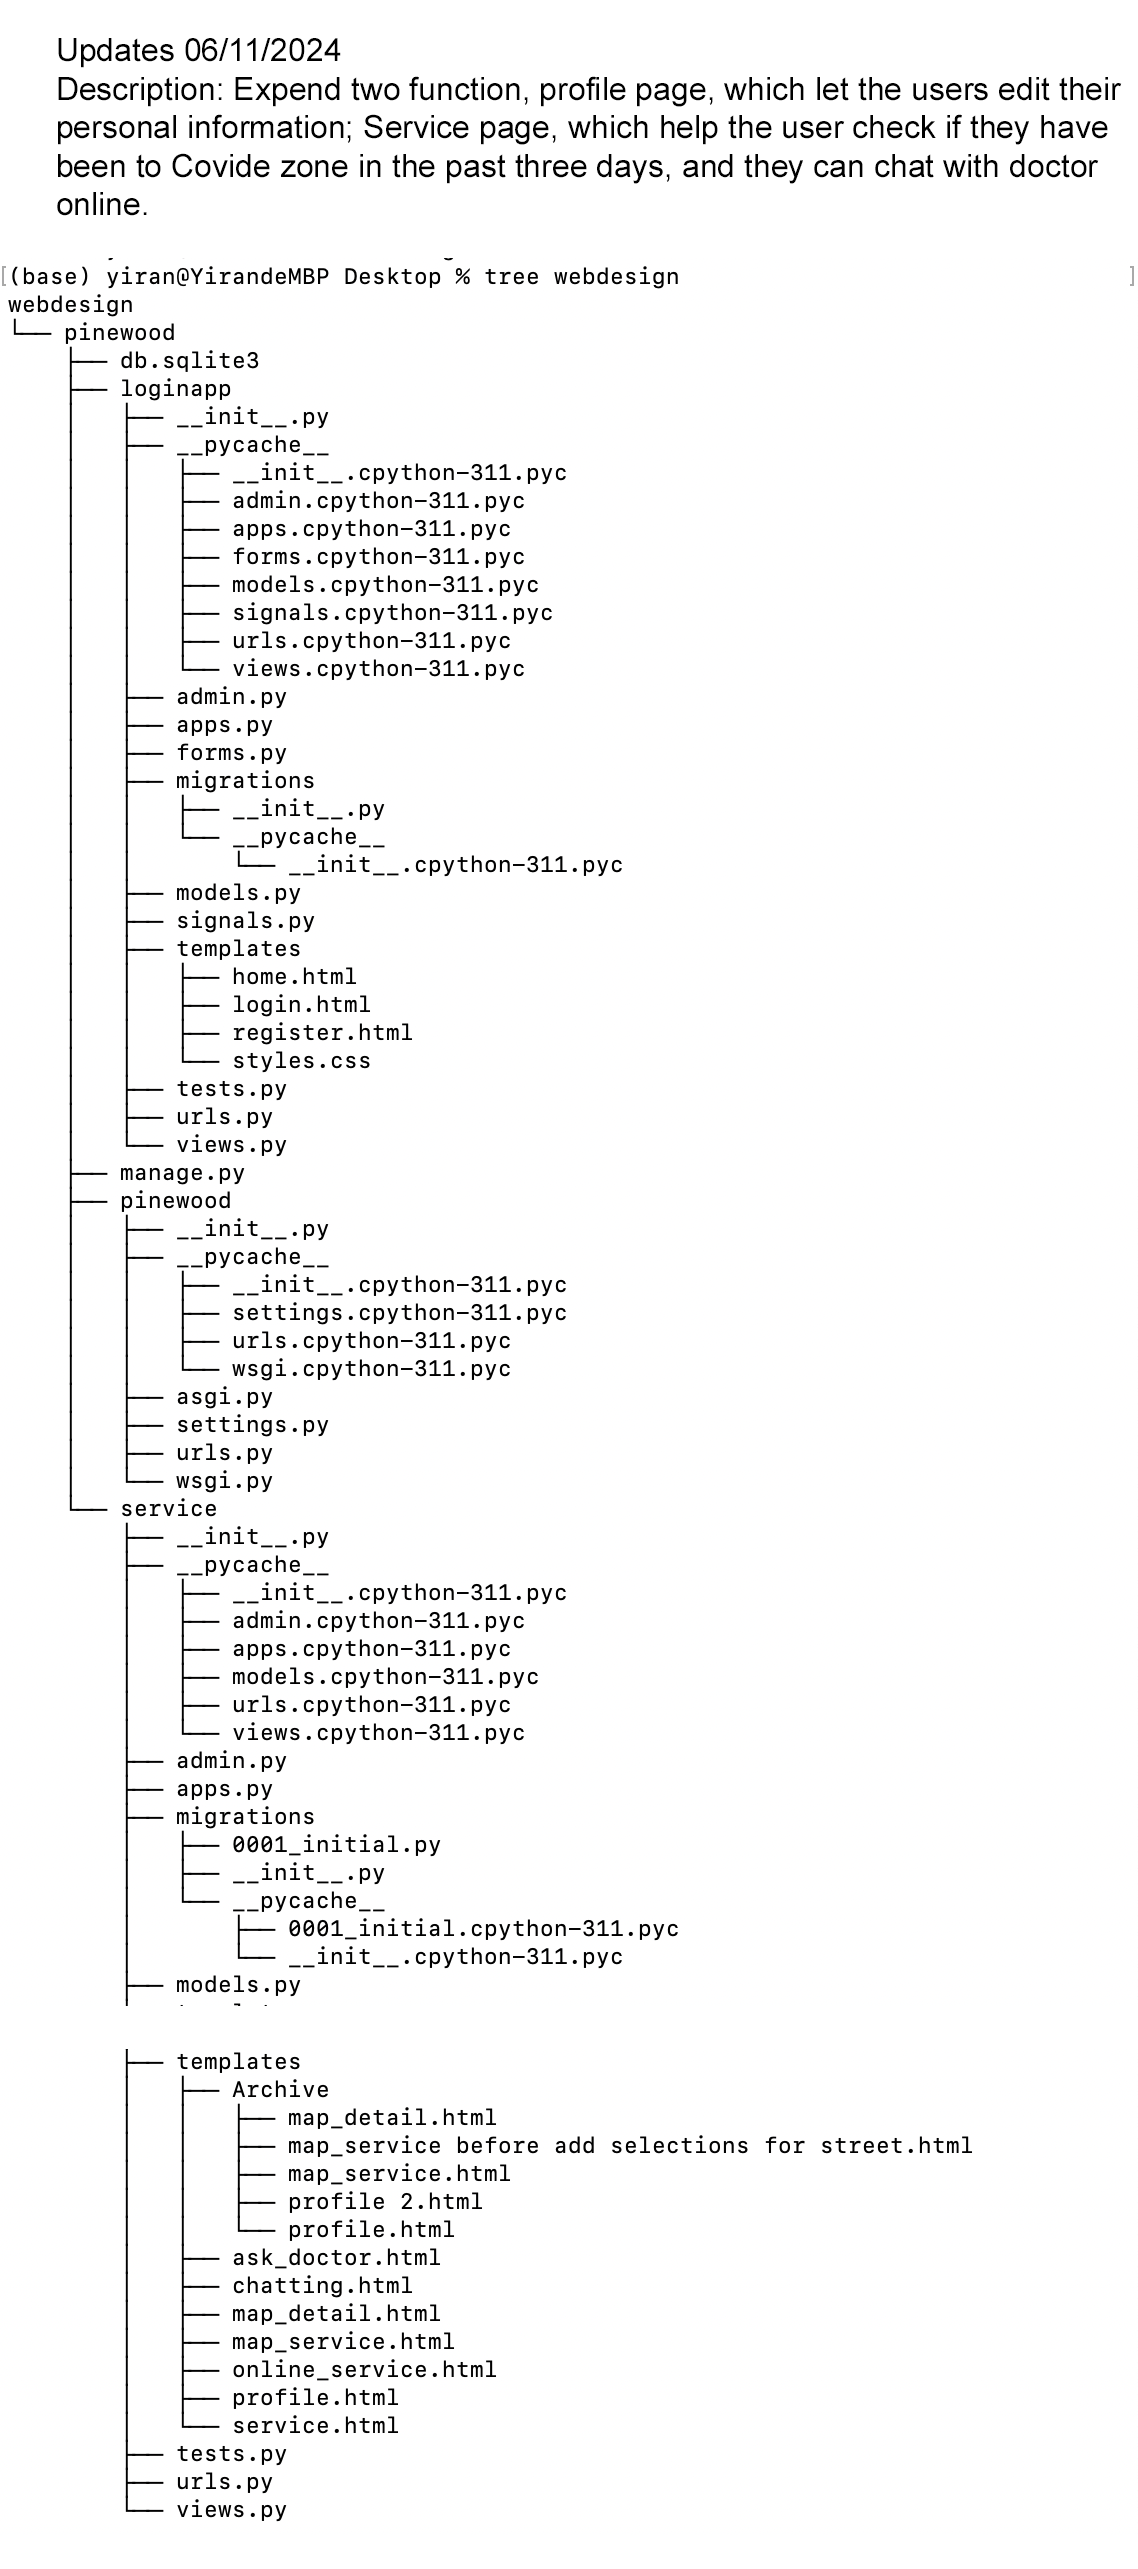 Updates 06/11/2024
Description: Expend two function, profile page, which let the users edit their
personal information; Service page, which help the user check if they have
been to Covide zone in the past three days, and they can chat with doctor
online.
[(base) yiran@YirandeMBP Desktop % tree webdesign ]
webdesign
└── pinewood
    ├── db.sqlite3
    ├── loginapp
    │   ├── __init__.py
    │   ├── __pycache__
    │   │   ├── __init__.cpython-311.pyc
    │   │   ├── admin.cpython-311.pyc
    │   │   ├── apps.cpython-311.pyc
    │   │   ├── forms.cpython-311.pyc
    │   │   ├── models.cpython-311.pyc
    │   │   ├── signals.cpython-311.pyc
    │   │   ├── urls.cpython-311.pyc
    │   │   └── views.cpython-311.pyc
    │   ├── admin.py
    │   ├── apps.py
    │   ├── forms.py
    │   ├── migrations
    │   │   ├── __init__.py
    │   │   └── __pycache__
    │   │       └── __init__.cpython-311.pyc
    │   ├── models.py
    │   ├── signals.py
    │   ├── templates
    │   │   ├── home.html
    │   │   ├── login.html
    │   │   ├── register.html
    │   │   └── styles.css
    │   ├── tests.py
    │   ├── urls.py
    │   └── views.py
    ├── manage.py
    ├── pinewood
    │   ├── __init__.py
    │   ├── __pycache__
    │   │   ├── __init__.cpython-311.pyc
    │   │   ├── settings.cpython-311.pyc
    │   │   ├── urls.cpython-311.pyc
    │   │   └── wsgi.cpython-311.pyc
    │   ├── asgi.py
    │   ├── settings.py
    │   ├── urls.py
    │   └── wsgi.py
    └── service
        ├── __init__.py
        ├── __pycache__
        │   ├── __init__.cpython-311.pyc
        │   ├── admin.cpython-311.pyc
        │   ├── apps.cpython-311.pyc
        │   ├── models.cpython-311.pyc
        │   ├── urls.cpython-311.pyc
        │   └── views.cpython-311.pyc
        ├── admin.py
        ├── apps.py
        ├── migrations
        │   ├── 0001_initial.py
        │   ├── __init__.py
        │   └── __pycache__
        │       ├── 0001_initial.cpython-311.pyc
        │       └── __init__.cpython-311.pyc
        ├── models.py
        ├── templates
        │   ├── Archive
        │   │   ├── map_detail.html
        │   │   ├── map_service before add selections for street.html
        │   │   ├── map_service.html
        │   │   ├── profile 2.html
        │   │   └── profile.html
        │   ├── ask_doctor.html
        │   ├── chatting.html
        │   ├── map_detail.html
        │   ├── map_service.html
        │   ├── online_service.html
        │   ├── profile.html
        │   └── service.html
        ├── tests.py
        ├── urls.py
        └── views.py